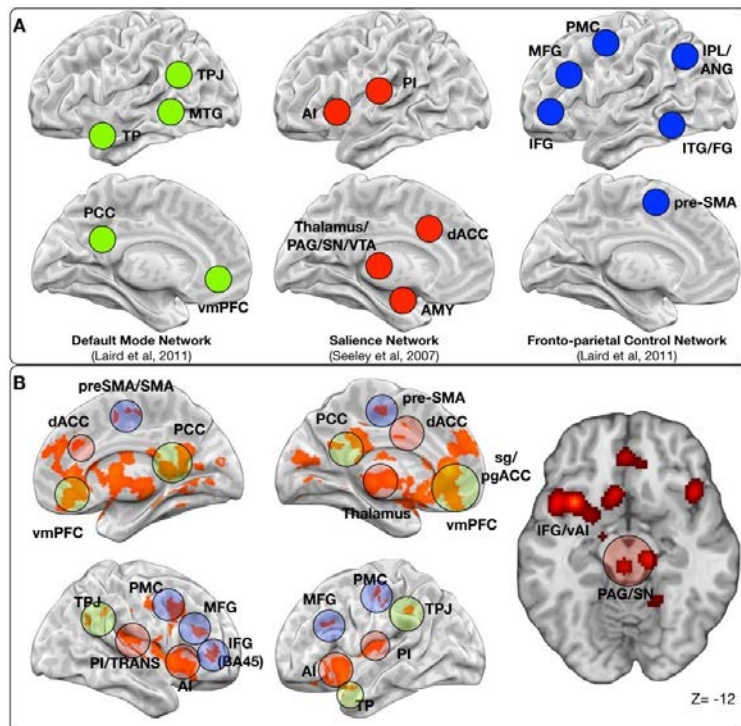 A
TPJ
MTG
TP
PI
AI
PMC
MFG
IPL/
ANG
IFG
ITG/FG
PCC
vmPFC
Thalamus/
PAG/SN/VTA
dACC
AMY
pre-SMA
Default Mode Network
(Laird et al, 2011)
Salience Network
(Seeley et al, 2007)
Fronto-parietal Control Network
(Laird et al, 2011)
B
preSMA/SMA
dACC
PCC
vmPFC
pre-SMA
PCC
dACC
sg/
pgACC
Thalamus
vmPFC
IFG/vAI
PAG/SN
Z= -12
TPJ
PMC
MFG
IFG
(BA45)
PI/TRANS
AI
MFG
PMC
TPJ
PI
AI
TP